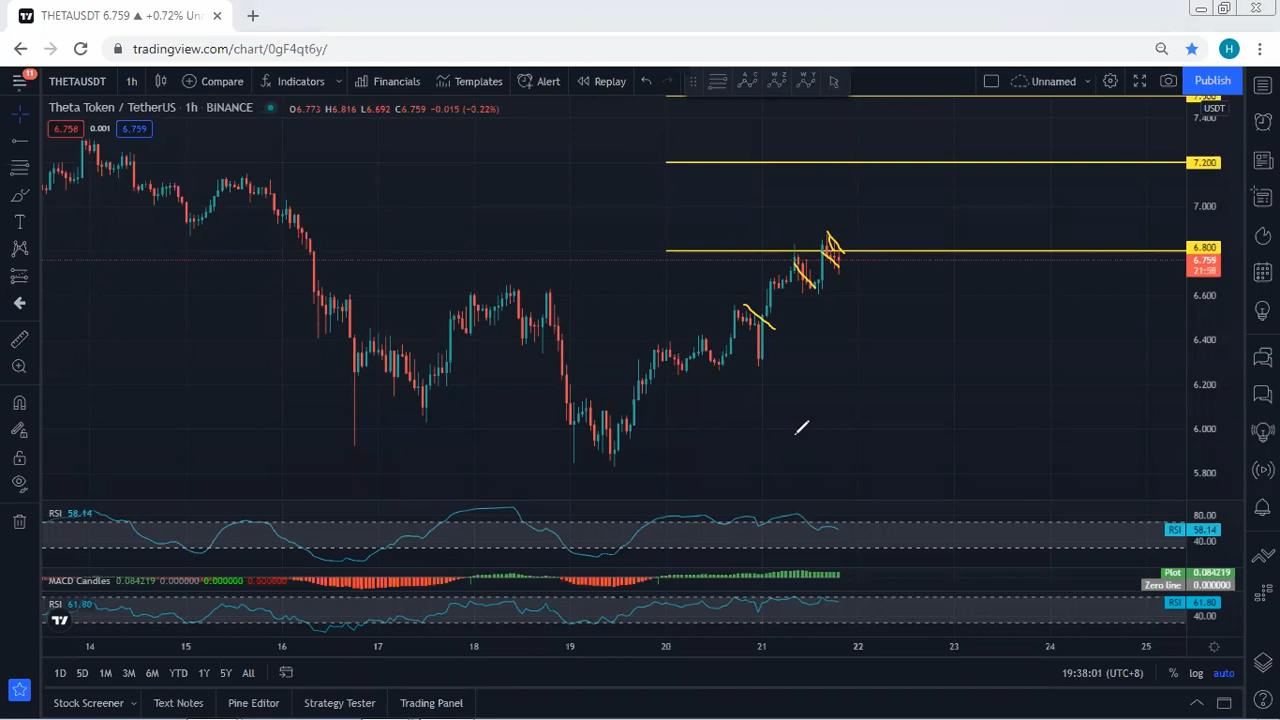 THETAUSDT 6.759 ▲ +0.72% Un
tradingview.com/chart/0gF4qt6y/
H
11
THETAUSDT 1h Compare Indicators Financials Templates Alert Replay Unnamed Publish
Theta Token / TetherUS · 1h · BINANCE O6.773 H6.816 L6.692 C6.759 −0.015 (−0.22%)
6.758 0.001 6.759
USDT
7.400
7.200
7.000
6.800
6.759
21:58
6.600
6.400
6.200
6.000
5.800
RSI 58.14
80.00
RSI 58.14
40.00
MACD Candles 0.084219 0.000000 0.000000 0.000000
Plot 0.084219
Zero line 0.000000
RSI 61.80
RSI 61.80
40.00
14 15 16 17 18 19 20 21 22 23 24 25
1D 5D 1M 3M 6M YTD 1Y 5Y All 19:38:01 (UTC+8) % log auto
Stock Screener Text Notes Pine Editor Strategy Tester Trading Panel